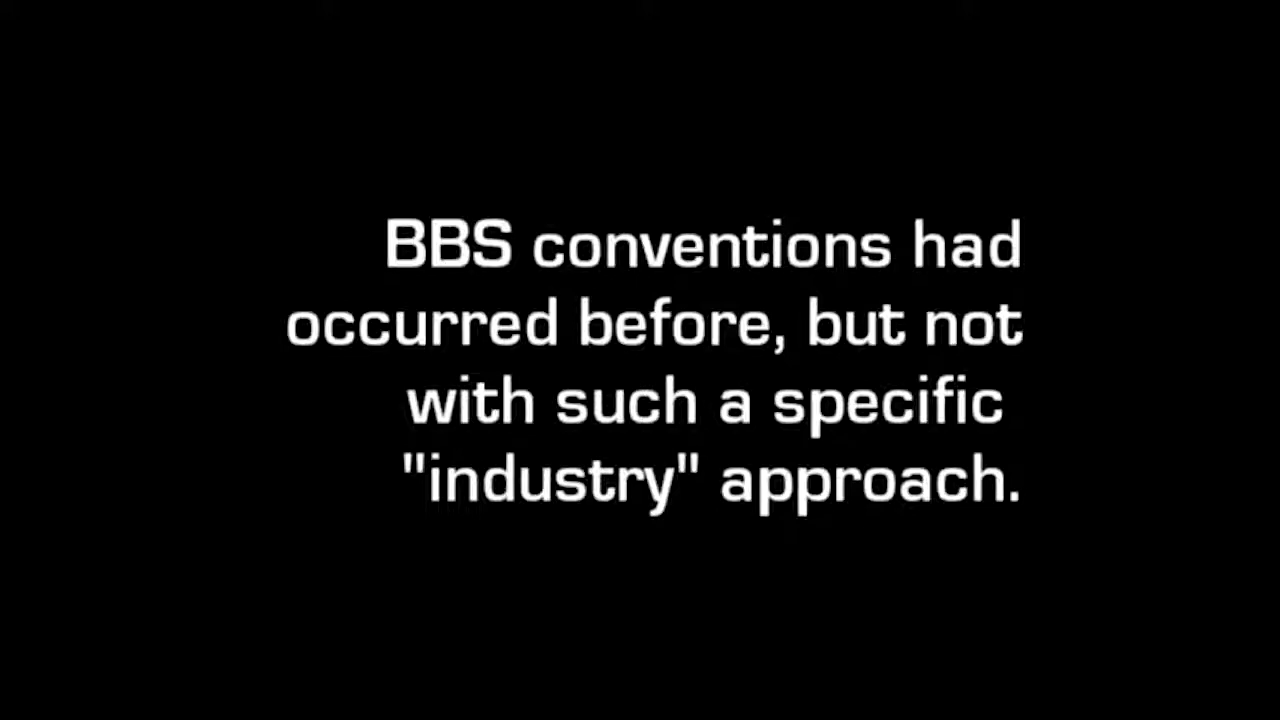 BBS conventions had
occurred before, but not
with such a specific
"industry" approach.